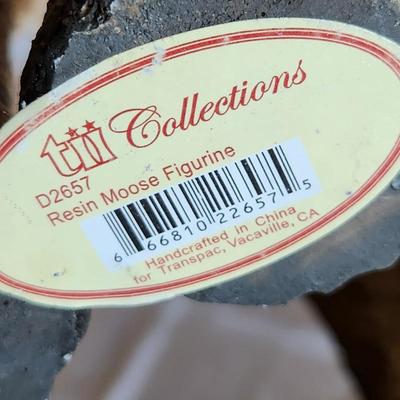 tii Collections
D2657
Resin Moose Figurine
6 66810 22657 5
Handcrafted in China
for Transpac, Vacaville, CA